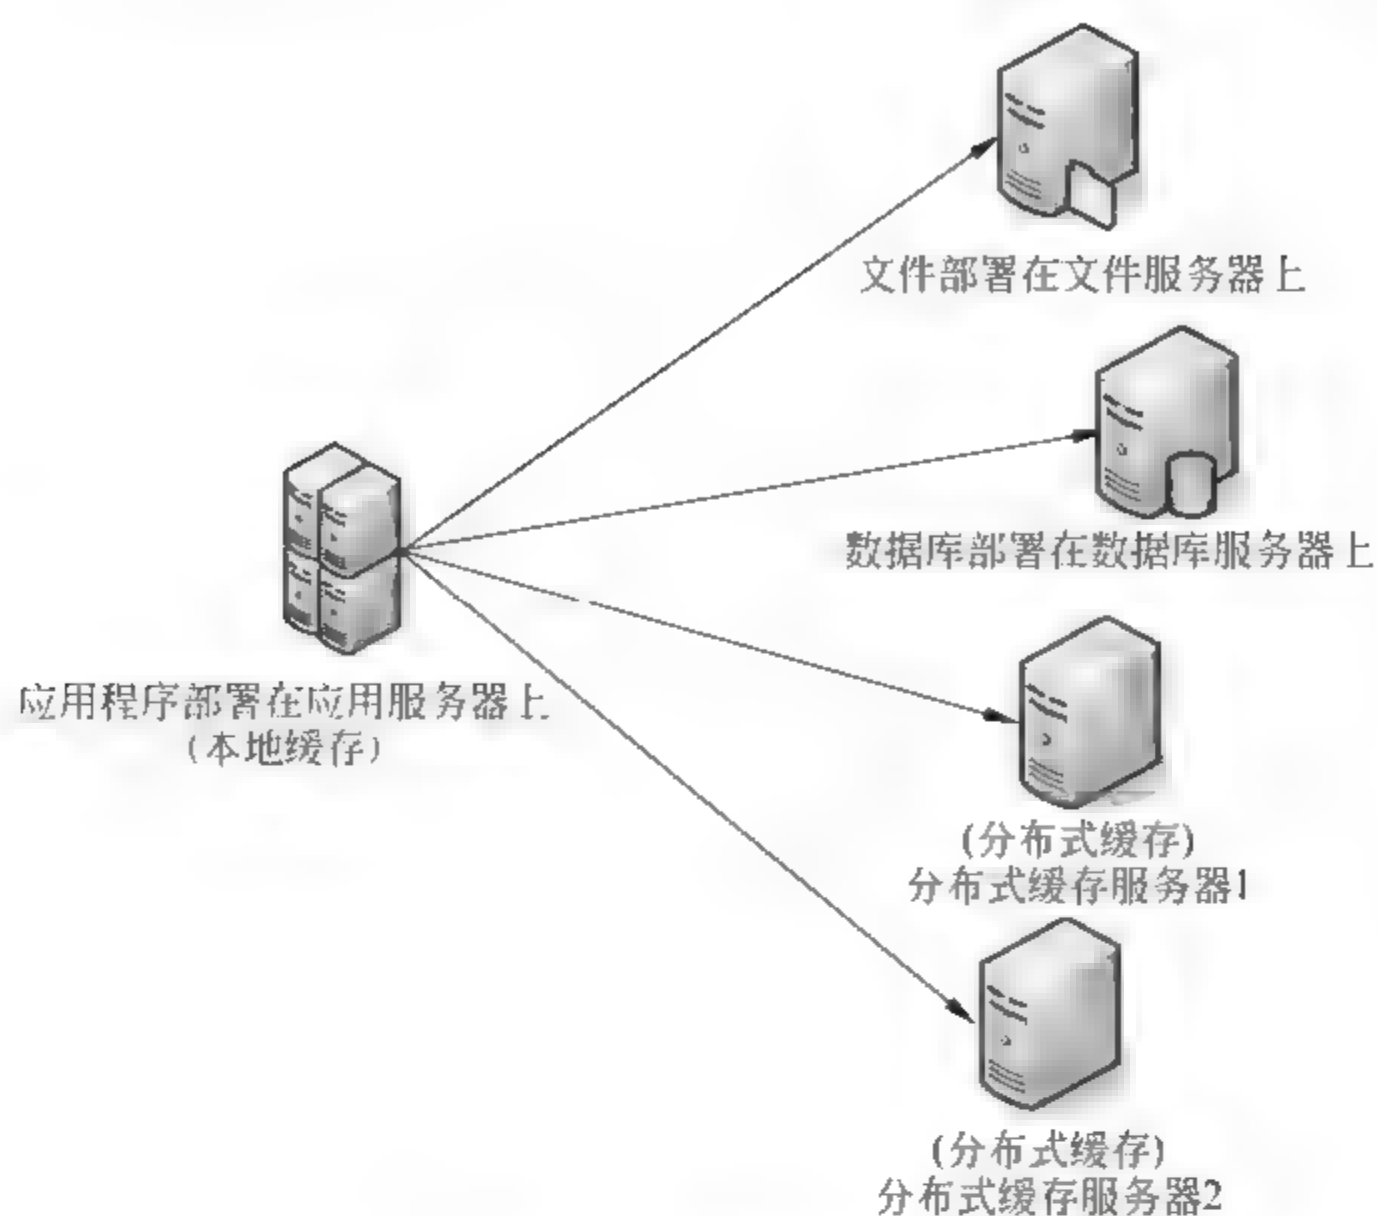 文件部署在文件服务器上
数据库部署在数据库服务器上
应用程序部署在应用服务器上
(本地缓存)
(分布式缓存)
分布式缓存服务器1
(分布式缓存)
分布式缓存服务器2